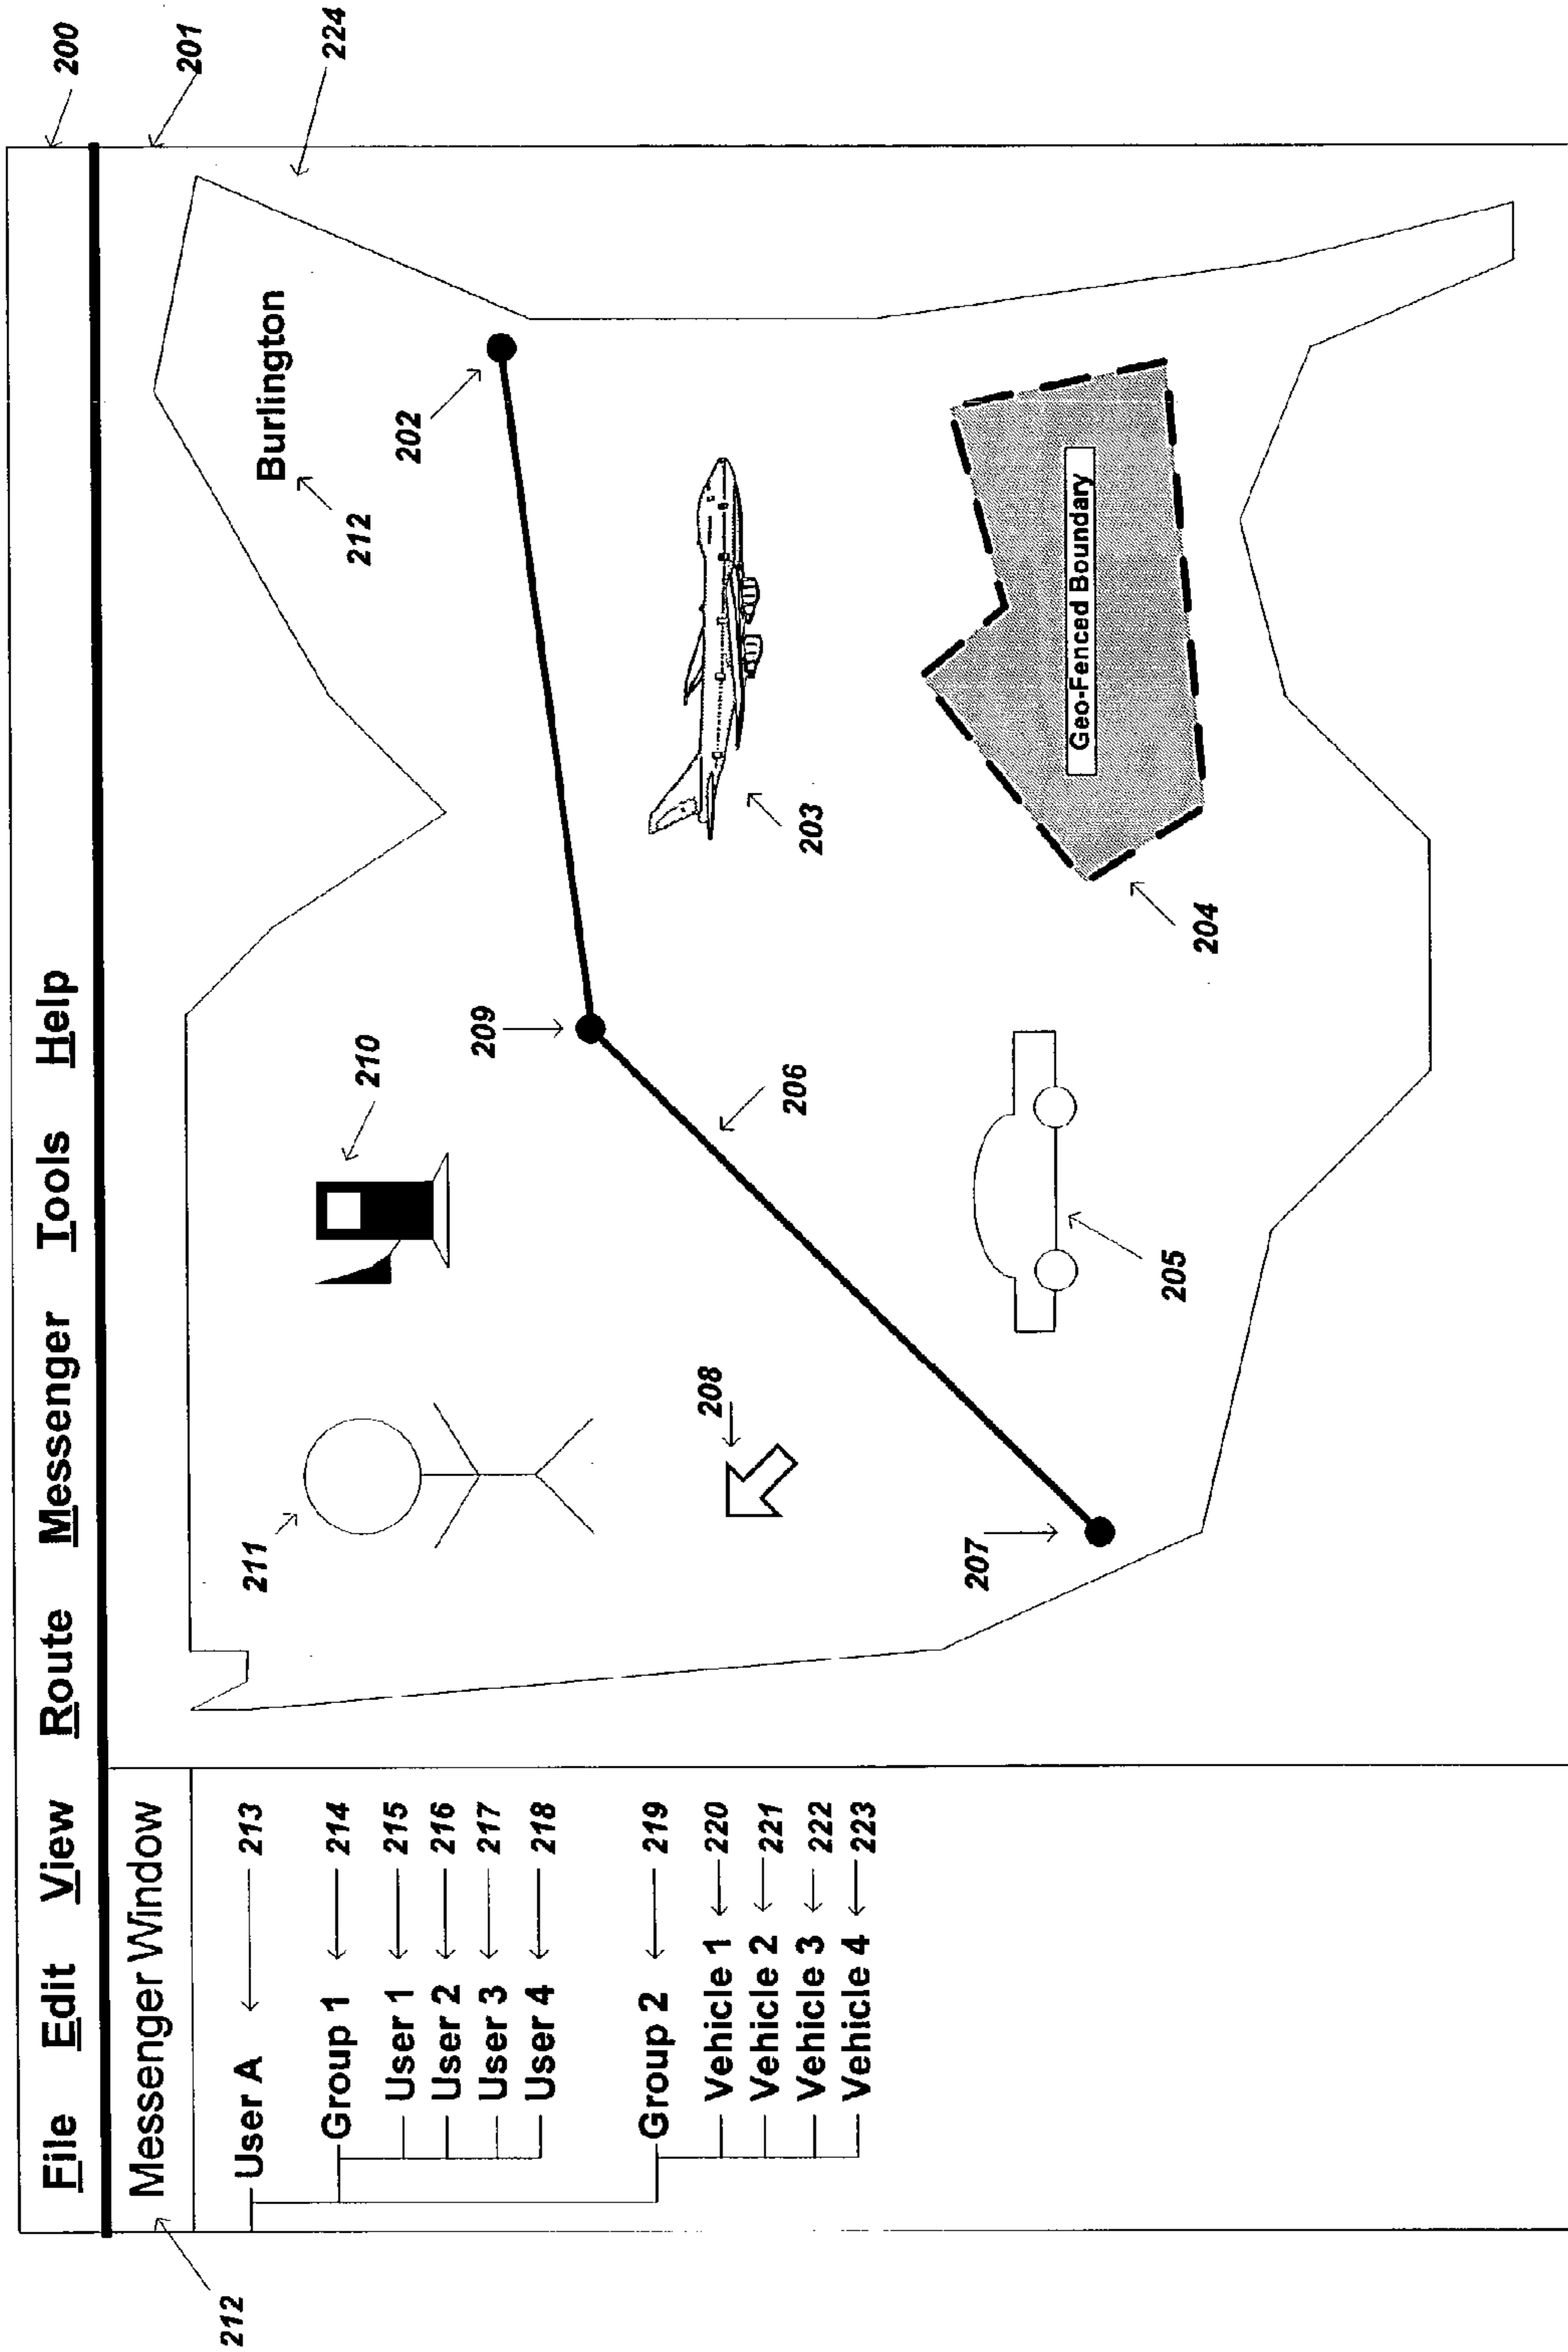 File Edit View Route Messenger Tools Help
200
201
224
Messenger Window
212
User A
213
Group 1
214
User 1
215
User 2
216
User 3
217
User 4
218
Group 2
219
Vehicle 1
220
Vehicle 2
221
Vehicle 3
222
Vehicle 4
223
211
210
Burlington
212
202
209
208
206
203
207
205
204
Geo-Fenced Boundary